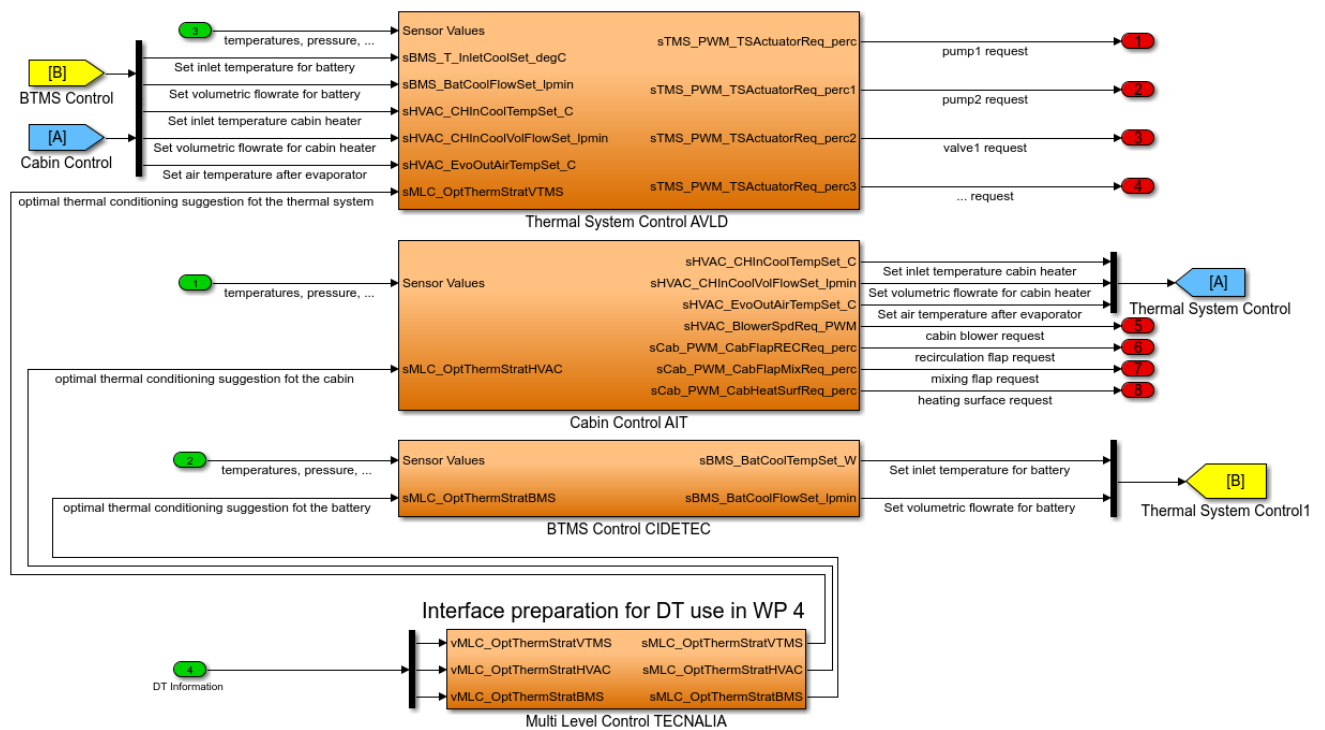 3
temperatures, pressure, ...
[B]
BTMS Control
[A]
Cabin Control
Set inlet temperature for battery
Set volumetric flowrate for battery
Set inlet temperature cabin heater
Set volumetric flowrate for cabin heater
Set air temperature after evaporator
optimal thermal conditioning suggestion fot the thermal system
Sensor Values
sBMS_T_InletCoolSet_degC
sBMS_BatCoolFlowSet_lpmin
sHVAC_CHInCoolTempSet_C
sHVAC_CHInCoolVolFlowSet_lpmin
sHVAC_EvoOutAirTempSet_C
sMLC_OptThermStratVTMS
sTMS_PWM_TSActuatorReq_perc
sTMS_PWM_TSActuatorReq_perc1
sTMS_PWM_TSActuatorReq_perc2
sTMS_PWM_TSActuatorReq_perc3
pump1 request
1
pump2 request
2
valve1 request
3
... request
4
Thermal System Control AVLD
1
temperatures, pressure, ...
optimal thermal conditioning suggestion fot the cabin
Sensor Values
sMLC_OptThermStratHVAC
sHVAC_CHInCoolTempSet_C
sHVAC_CHInCoolVolFlowSet_lpmin
sHVAC_EvoOutAirTempSet_C
sHVAC_BlowerSpdReq_PWM
sCab_PWM_CabFlapRECReq_perc
sCab_PWM_CabFlapMixReq_perc
sCab_PWM_CabHeatSurfReq_perc
Set inlet temperature cabin heater
Set volumetric flowrate for cabin heater
Set air temperature after evaporator
cabin blower request
recirculation flap request
mixing flap request
heating surface request
[A]
Thermal System Control
5
6
7
8
Cabin Control AIT
2
temperatures, pressure, ...
optimal thermal conditioning suggestion fot the battery
Sensor Values
sMLC_OptThermStratBMS
sBMS_BatCoolTempSet_W
sBMS_BatCoolFlowSet_lpmin
Set inlet temperature for battery
Set volumetric flowrate for battery
[B]
Thermal System Control1
BTMS Control CIDETEC
Interface preparation for DT use in WP 4
4
DT Information
vMLC_OptThermStratVTMS
vMLC_OptThermStratHVAC
vMLC_OptThermStratBMS
sMLC_OptThermStratVTMS
sMLC_OptThermStratHVAC
sMLC_OptThermStratBMS
Multi Level Control TECNALIA